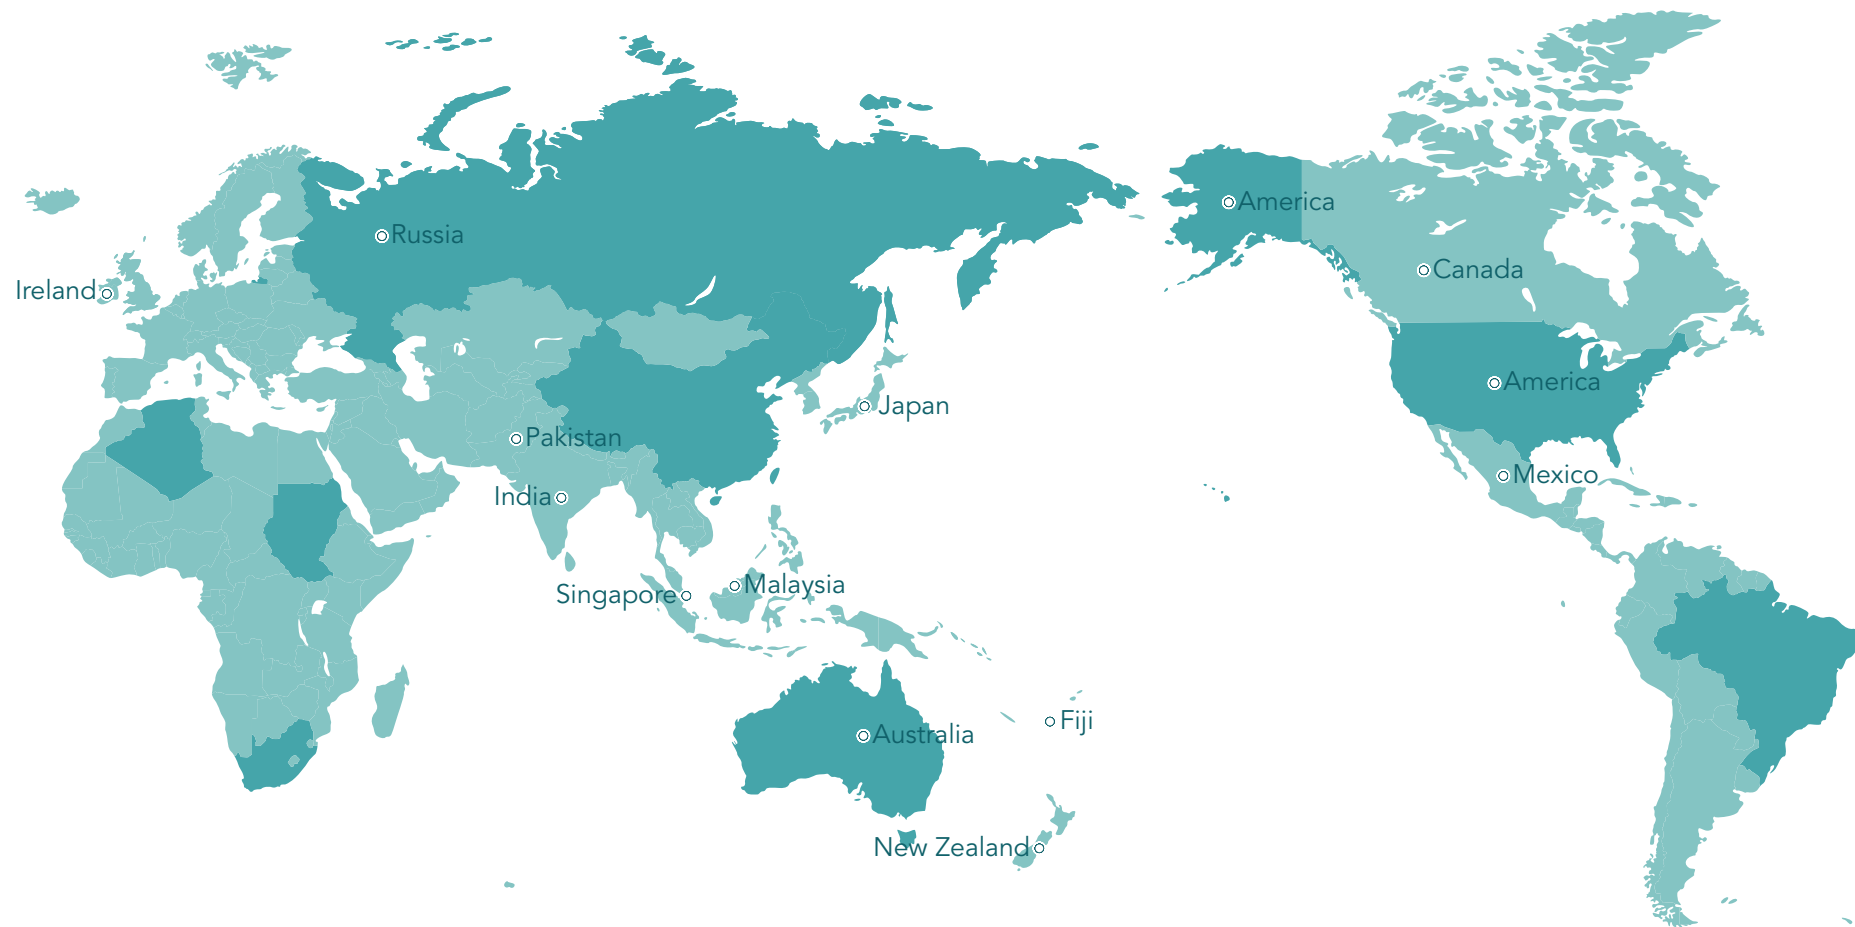 America
Russia
Canada
Ireland
America
Japan
Pakistan
Mexico
India
Malaysia
Singapore
Fiji
Australia
New Zealand